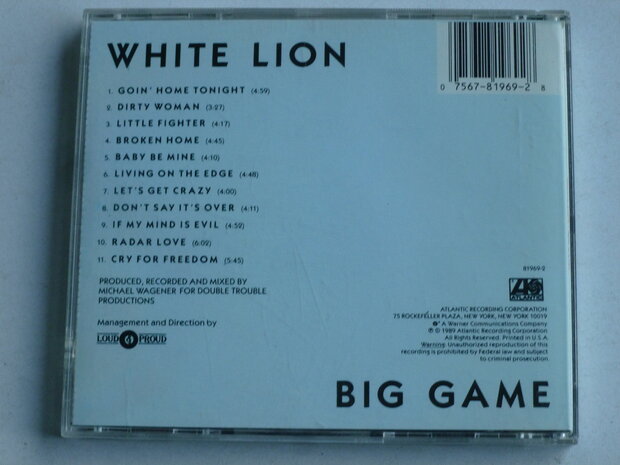 WHITE LION
0 7567-81969-2 8
1. GOIN' HOME TONIGHT (4:59)
2. DIRTY WOMAN (3:27)
3. LITTLE FIGHTER (4:17)
4. BROKEN HOME (4:45)
5. BABY BE MINE (4:10)
6. LIVING ON THE EDGE (4:48)
7. LET'S GET CRAZY (4:00)
8. DON'T SAY IT'S OVER (4:11)
9. IF MY MIND IS EVIL (4:52)
10. RADAR LOVE (6:02)
11. CRY FOR FREEDOM (5:45)
PRODUCED, RECORDED AND MIXED BY
MICHAEL WAGENER FOR DOUBLE TROUBLE
PRODUCTIONS
Management and Direction by
LOUD & PROUD
81969-2
ATLANTIC
ATLANTIC RECORDING CORPORATION
75 ROCKEFELLER PLAZA, NEW YORK, NEW YORK 10019
A Warner Communications Company
℗ © 1989 Atlantic Recording Corporation
All Rights Reserved. Printed in U.S.A.
Warning: Unauthorized reproduction of this
recording is prohibited by Federal law and subject
to criminal prosecution.
BIG GAME